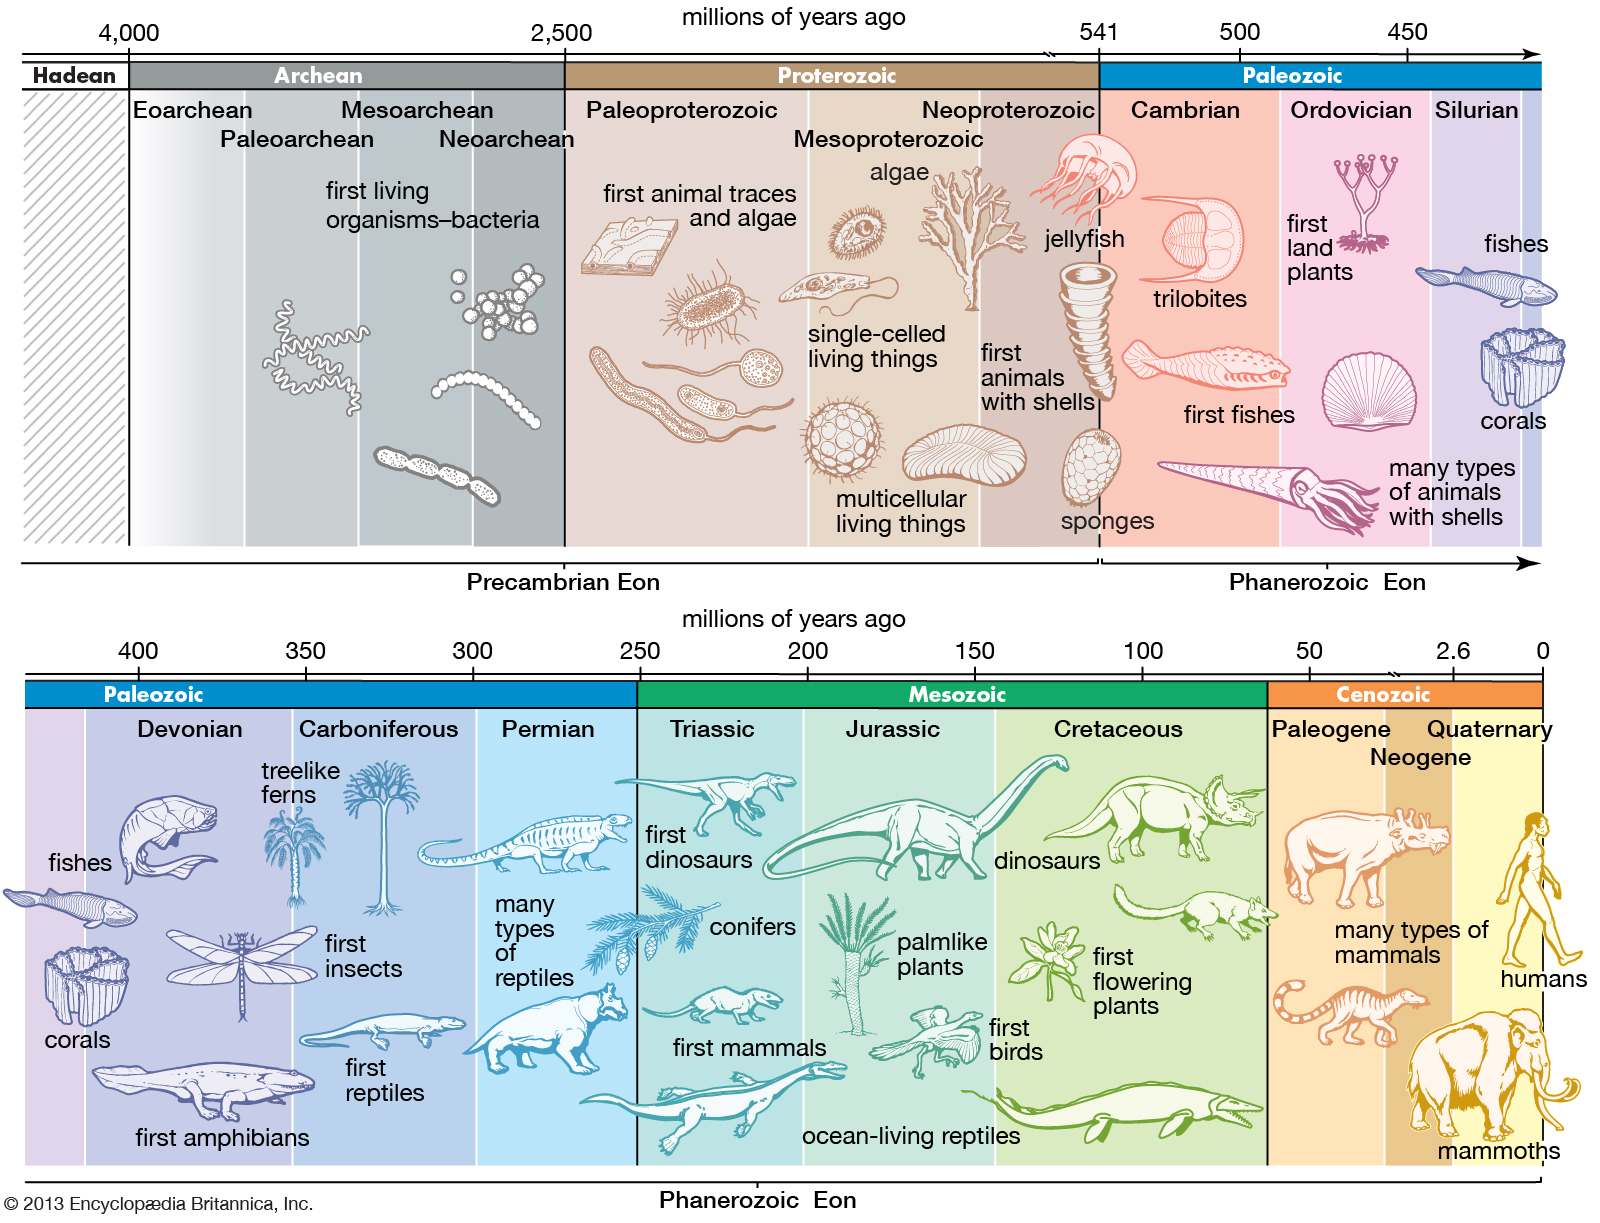 millions of years ago
4,000 2,500 541 500 450
Hadean Archean Proterozoic Paleozoic
Eoarchean Mesoarchean Paleoproterozoic Neoproterozoic Cambrian Ordovician Silurian
Paleoarchean Neoarchean Mesoproterozoic
first living
organisms–bacteria
first animal traces
and algae
algae
single-celled
living things
multicellular
living things
jellyfish
first
animals
with shells
sponges
trilobites
first fishes
first
land
plants
many types
of animals
with shells
fishes
corals
Precambrian Eon Phanerozoic Eon
millions of years ago
400 350 300 250 200 150 100 50 2.6 0
Paleozoic Mesozoic Cenozoic
Devonian Carboniferous Permian Triassic Jurassic Cretaceous Paleogene Quaternary
Neogene
fishes
corals
first amphibians
treelike
ferns
first
insects
first
reptiles
many
types
of
reptiles
first
dinosaurs
conifers
first mammals
palmlike
plants
first
birds
ocean-living reptiles
dinosaurs
first
flowering
plants
many types of
mammals
humans
mammoths
Phanerozoic Eon
© 2013 Encyclopædia Britannica, Inc.